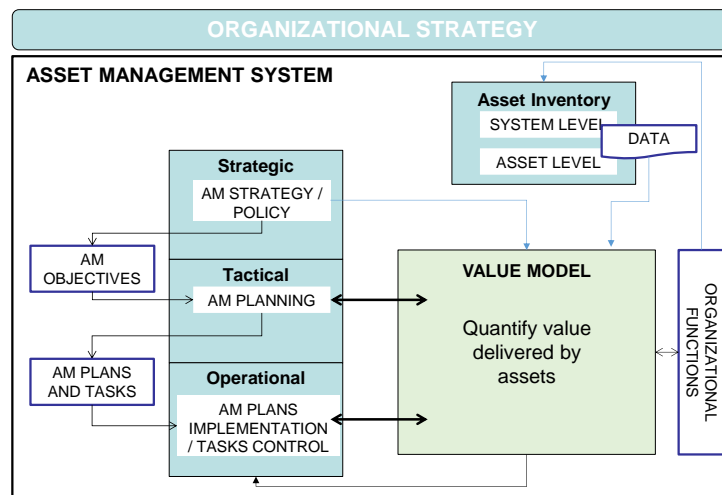 ORGANIZATIONAL STRATEGY
ASSET MANAGEMENT SYSTEM
Asset Inventory
SYSTEM LEVEL
DATA
ASSET LEVEL
Strategic
AM STRATEGY /
POLICY
AM
OBJECTIVES
Tactical
AM PLANNING
VALUE MODEL
Quantify value
delivered by
assets
ORGANIZATIONAL
FUNCTIONS
AM PLANS
AND TASKS
Operational
AM PLANS
IMPLEMENTATION
/ TASKS CONTROL